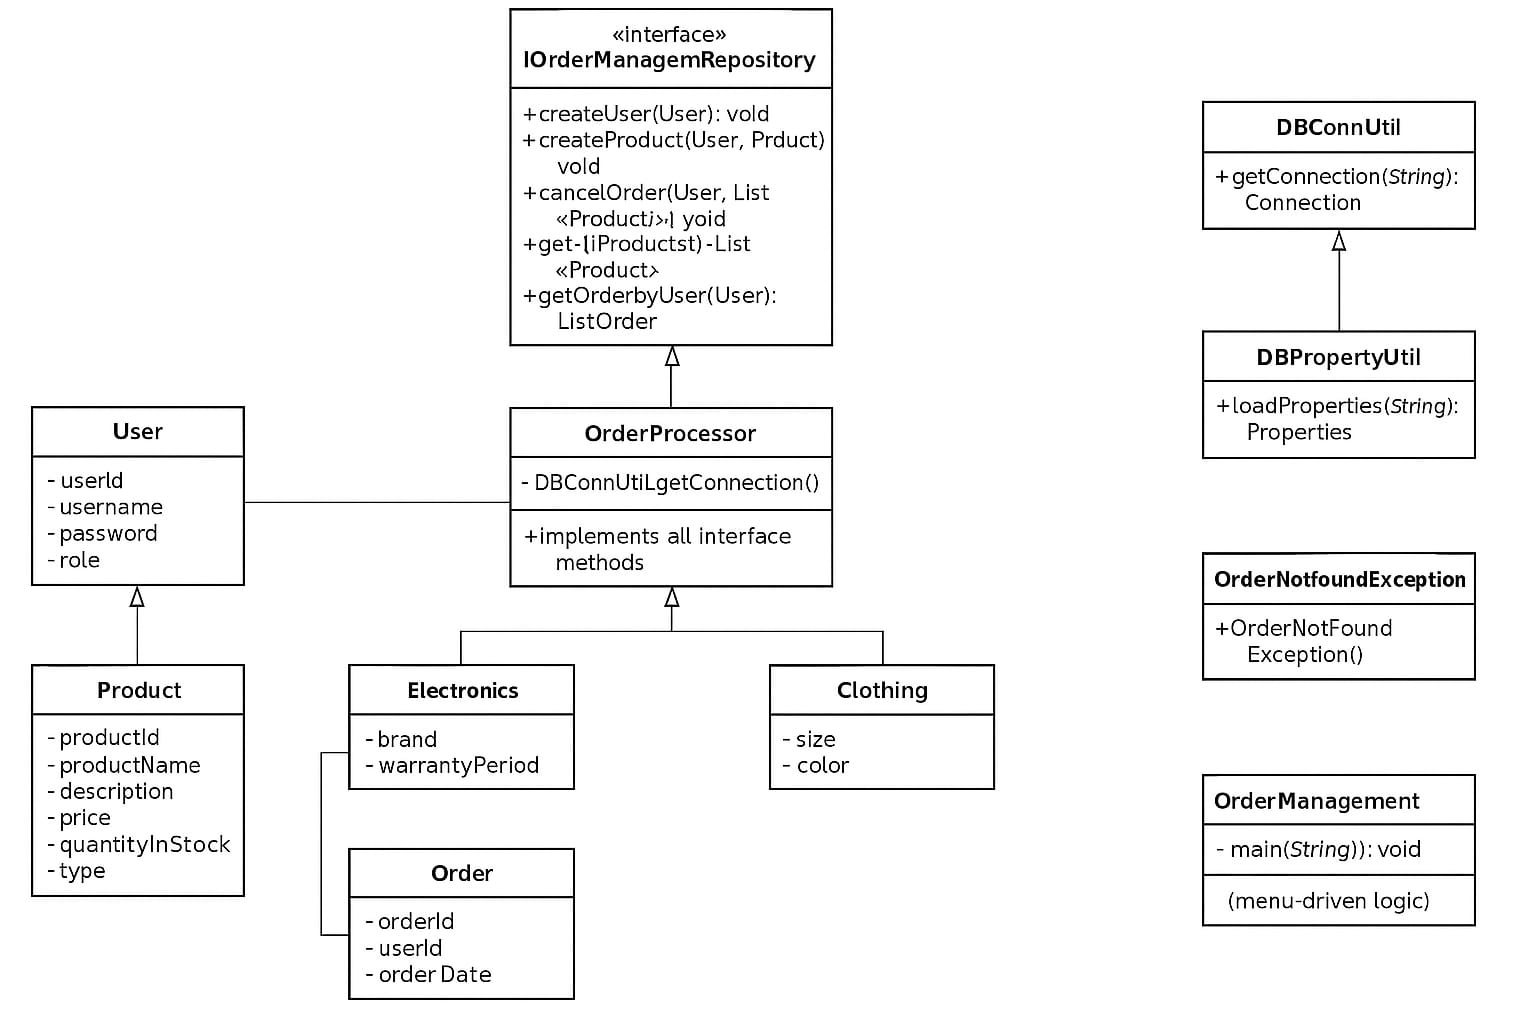 «interface»
IOrderManagemRepository
+createUser(User): vold
+createProduct(User, Prduct)
vold
+cancelOrder(User, List
yoid
-List
«Product>
+getOrderbyUser(User):
ListOrder
User
- userId
- username
- password
- role
OrderProcessor
- DBConnUtiLgetConnection()
+implements all interface
methods
Product
- productId
- productName
- description
- price
- quantityInStock
- type
Electronics
- brand
- warrantyPeriod
Clothing
- size
- color
Order
- orderId
- userId
- order Date
DBConnUtil
+getConnection(String):
Connection
DBPropertyUtil
+loadProperties(String):
Properties
OrderNotfoundException
+OrderNotFound
Exception()
OrderManagement
- main(String)): void
(menu-driven logic)